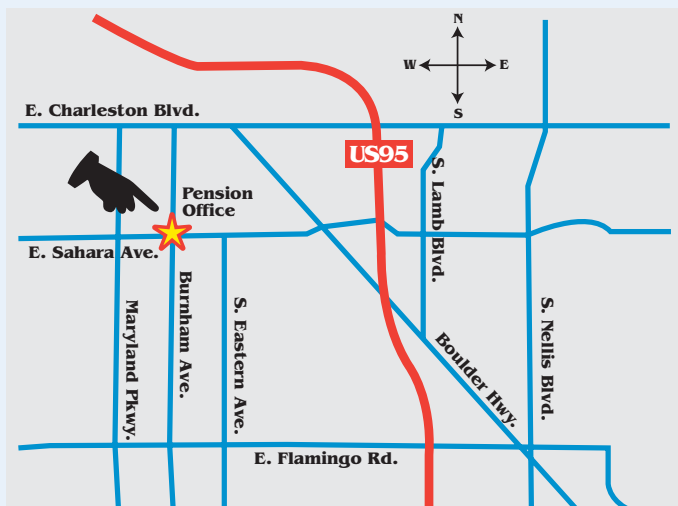 N
W E
S
E. Charleston Blvd.
US95
S. Lamb Blvd.
Pension
Office
E. Sahara Ave.
Maryland Pkwy.
Burnham Ave.
S. Eastern Ave.
Boulder Hwy.
S. Nellis Blvd.
E. Flamingo Rd.